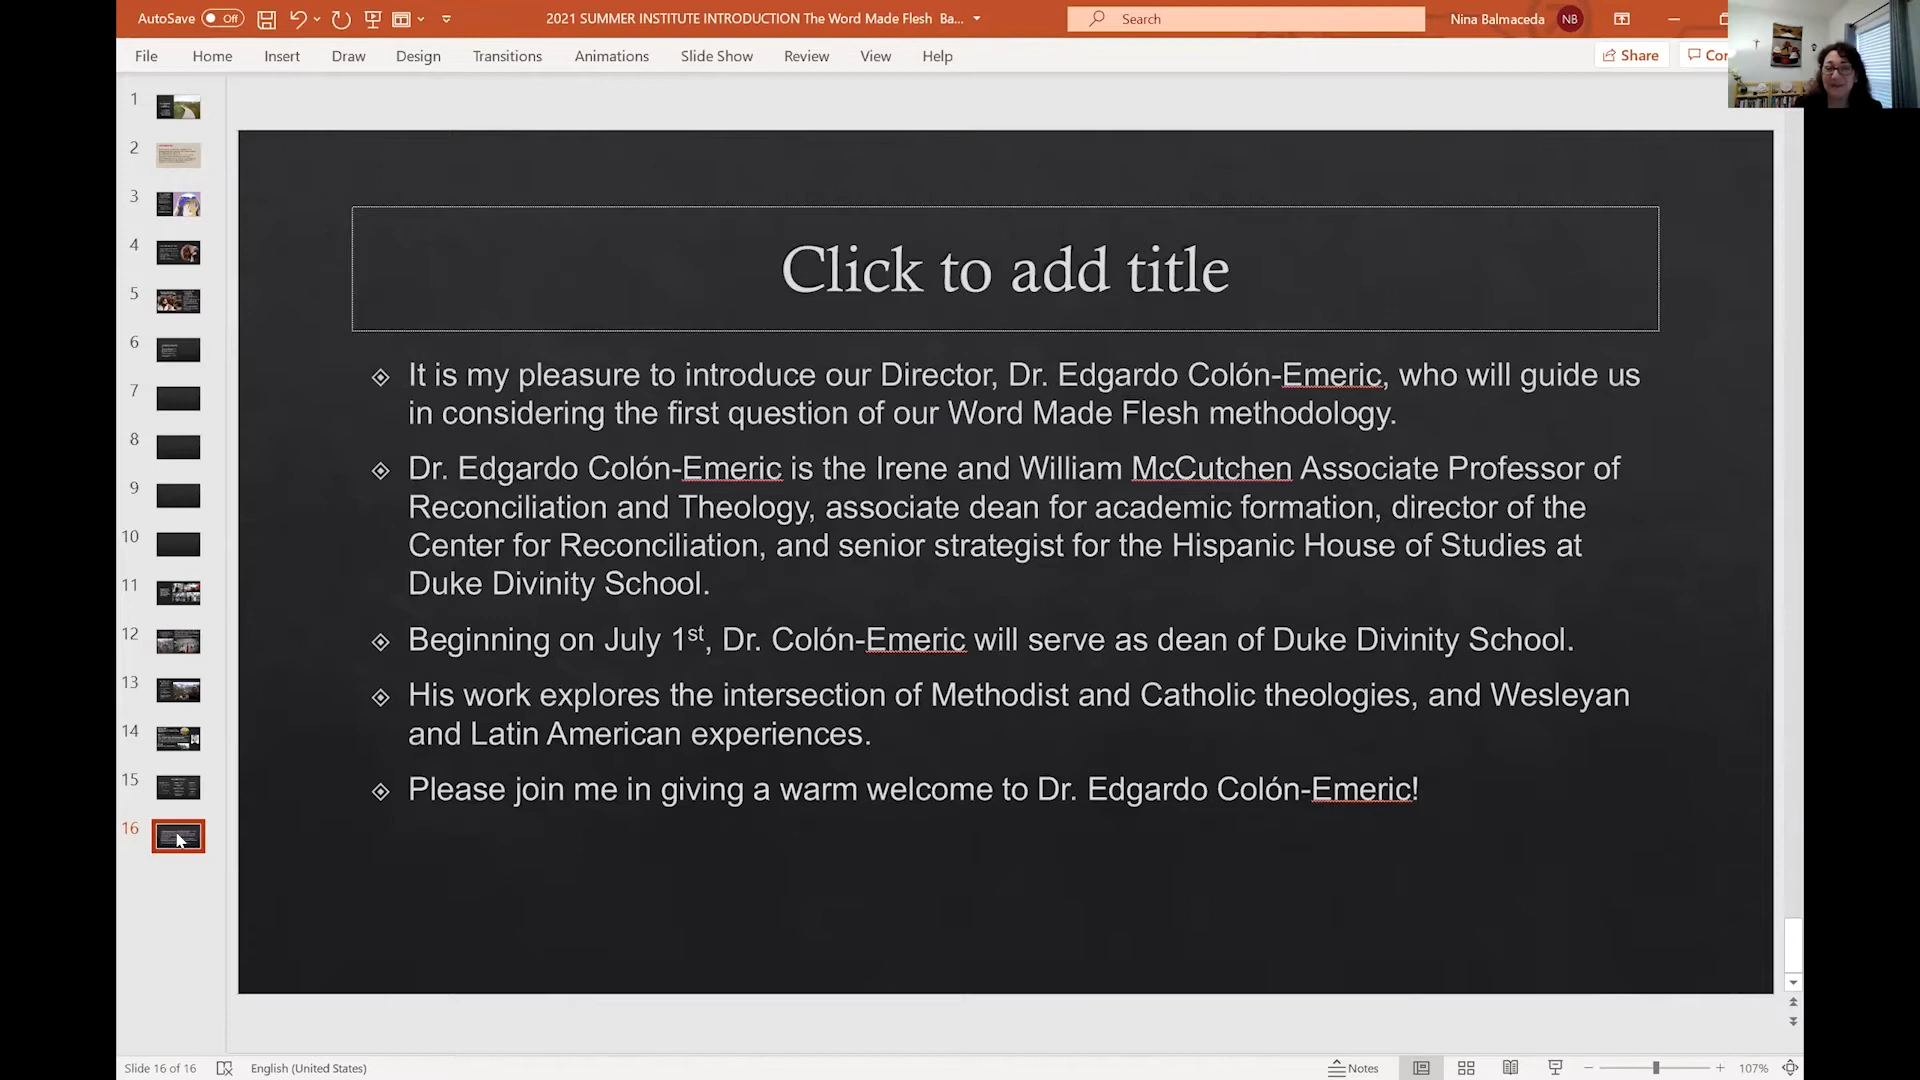 AutoSave Off
2021 SUMMER INSTITUTE INTRODUCTION The Word Made Flesh Ba...
Search
Nina Balmaceda NB
File Home Insert Draw Design Transitions Animations Slide Show Review View Help
Share
Cor
1
2
3
4
5
6
7
8
9
10
11
12
13
14
15
16
Click to add title
It is my pleasure to introduce our Director, Dr. Edgardo Colón-Emeric, who will guide us
in considering the first question of our Word Made Flesh methodology.
Dr. Edgardo Colón-Emeric is the Irene and William McCutchen Associate Professor of
Reconciliation and Theology, associate dean for academic formation, director of the
Center for Reconciliation, and senior strategist for the Hispanic House of Studies at
Duke Divinity School.
Beginning on July 1st, Dr. Colón-Emeric will serve as dean of Duke Divinity School.
His work explores the intersection of Methodist and Catholic theologies, and Wesleyan
and Latin American experiences.
Please join me in giving a warm welcome to Dr. Edgardo Colón-Emeric!
Slide 16 of 16
English (United States)
Notes
107%